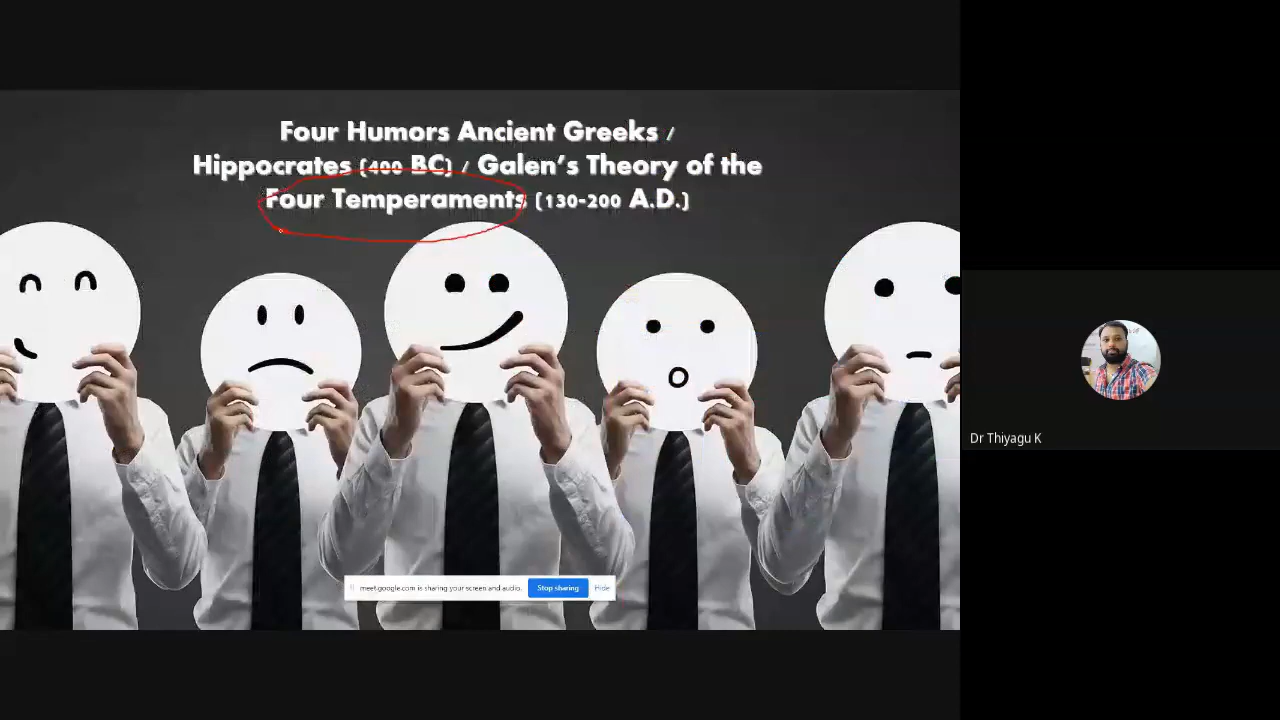 Four Humors Ancient Greeks /
Hippocrates (400 BC) / Galen's Theory of the
Four Temperaments (130-200 A.D.)
meet.google.com is sharing your screen and audio.
Stop sharing
Hide
Dr Thiyagu K